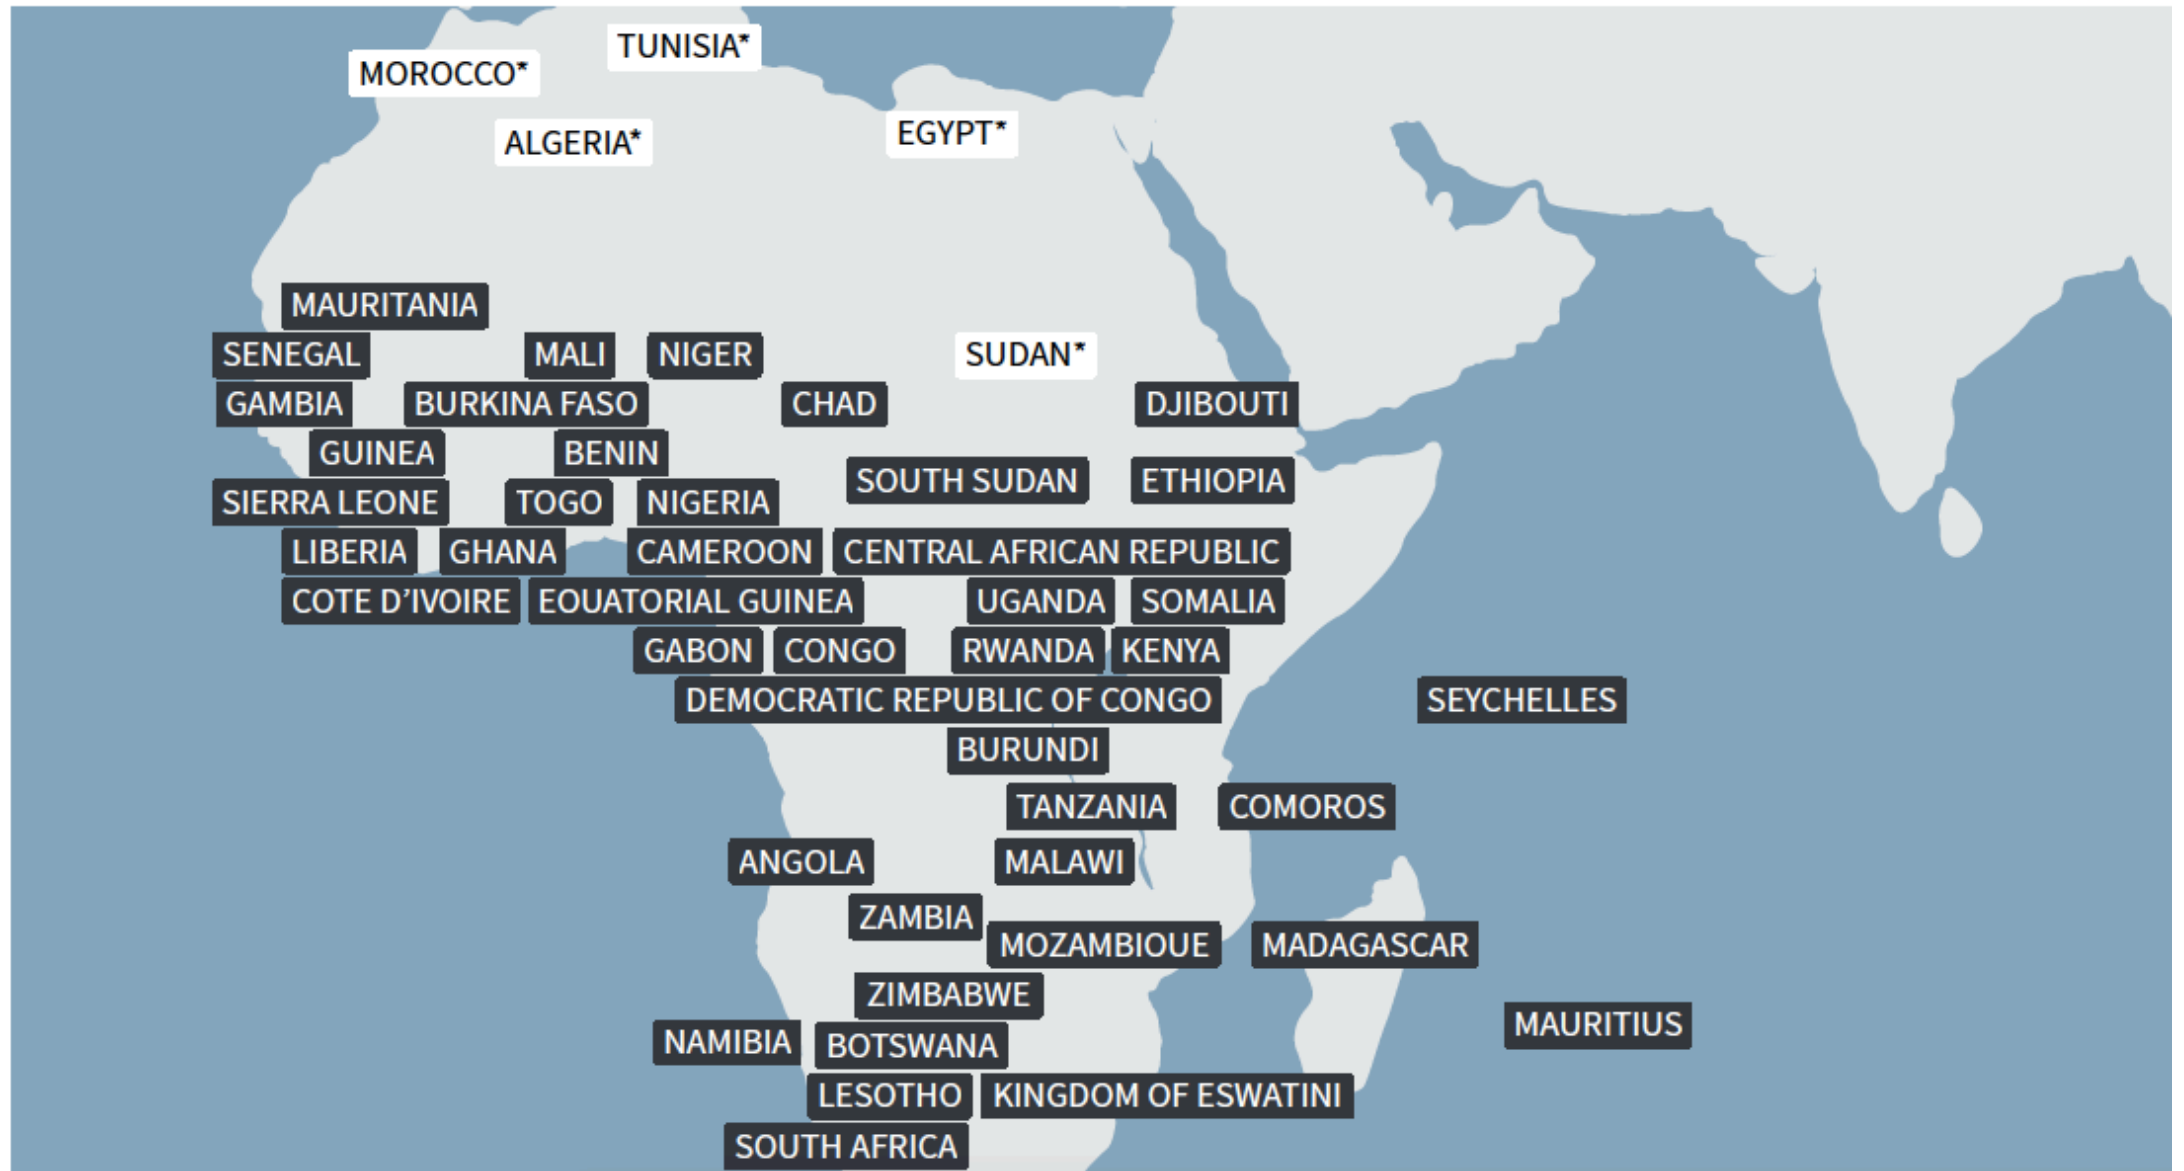 TUNISIA*
MOROCCO*
ALGERIA*
EGYPT*
MAURITANIA
SENEGAL
MALI
NIGER
SUDAN*
GAMBIA
BURKINA FASO
CHAD
DJIBOUTI
GUINEA
BENIN
SOUTH SUDAN
ETHIOPIA
SIERRA LEONE
TOGO
NIGERIA
LIBERIA
GHANA
CAMEROON
CENTRAL AFRICAN REPUBLIC
COTE D’IVOIRE
EOUATORIAL GUINEA
UGANDA
SOMALIA
GABON
CONGO
RWANDA
KENYA
DEMOCRATIC REPUBLIC OF CONGO
SEYCHELLES
BURUNDI
TANZANIA
COMOROS
ANGOLA
MALAWI
ZAMBIA
MOZAMBIOUE
MADAGASCAR
ZIMBABWE
MAURITIUS
NAMIBIA
BOTSWANA
LESOTHO
KINGDOM OF ESWATINI
SOUTH AFRICA